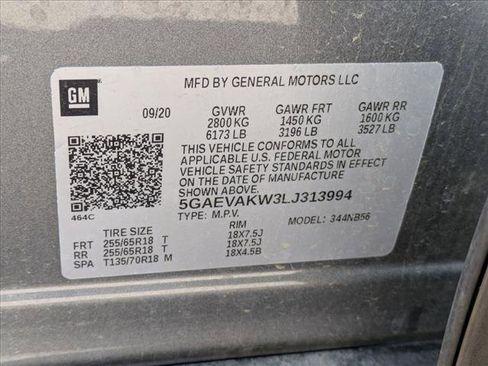 GM
MFD BY GENERAL MOTORS LLC
09/20 GVWR GAWR FRT GAWR RR
2800 KG 1450 KG 1600 KG
6173 LB 3196 LB 3527 LB
THIS VEHICLE CONFORMS TO ALL
APPLICABLE U.S. FEDERAL MOTOR
VEHICLE SAFETY STANDARDS IN EFFECT
ON THE DATE OF MANUFACTURE SHOWN ABOVE.
5GAEVAKW3LJ313994
464C TYPE: M.P.V. MODEL: 344NB56
TIRE SIZE RIM
FRT 255/65R18 T 18X7.5J
RR 255/65R18 T 18X7.5J
SPA T135/70R18 M 18X4.5B